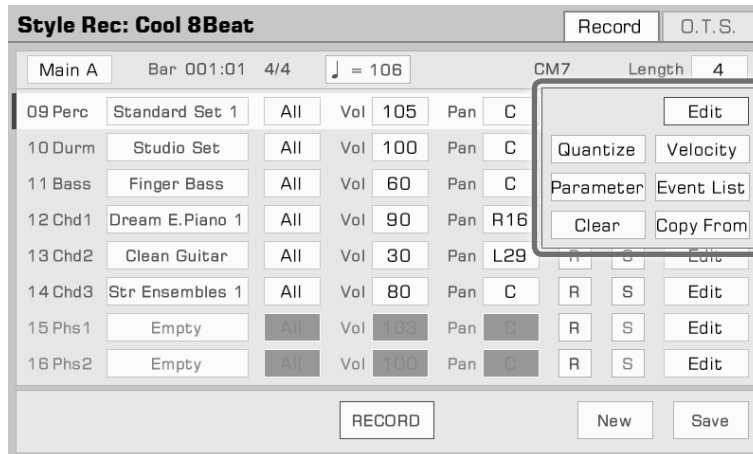 Style Rec: Cool 8Beat Record O.T.S.
Main A Bar 001:01 4/4 ♩ = 106 CM7 Length 4
09 Perc Standard Set 1 All Vol 105 Pan C Edit
10 Durm Studio Set All Vol 100 Pan C Quantize Velocity
11 Bass Finger Bass All Vol 60 Pan C Parameter Event List
12 Chd1 Dream E.Piano 1 All Vol 90 Pan R16 Clear Copy From
13 Chd2 Clean Guitar All Vol 30 Pan L29 R S Edit
14 Chd3 Str Ensembles 1 All Vol 80 Pan C R S Edit
15 Phs1 Empty All Vol 103 Pan C R S Edit
16 Phs2 Empty All Vol 100 Pan C R S Edit
RECORD New Save